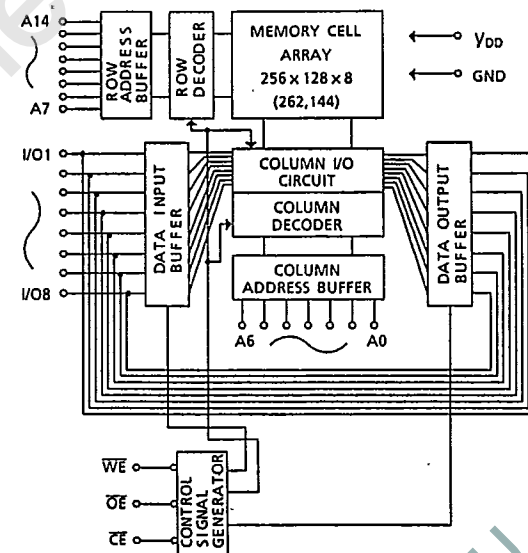 A14
A7
ROW
ADDRESS
BUFFER
ROW
DECODER
MEMORY CELL
ARRAY
256 x 128 x 8
(262,144)
VDD
GND
I/O1
I/O8
DATA INPUT
BUFFER
COLUMN I/O
CIRCUIT
COLUMN
DECODER
COLUMN
ADDRESS BUFFER
A6
A0
DATA OUTPUT
BUFFER
WE
OE
CE
CONTROL
SIGNAL
GENERATOR